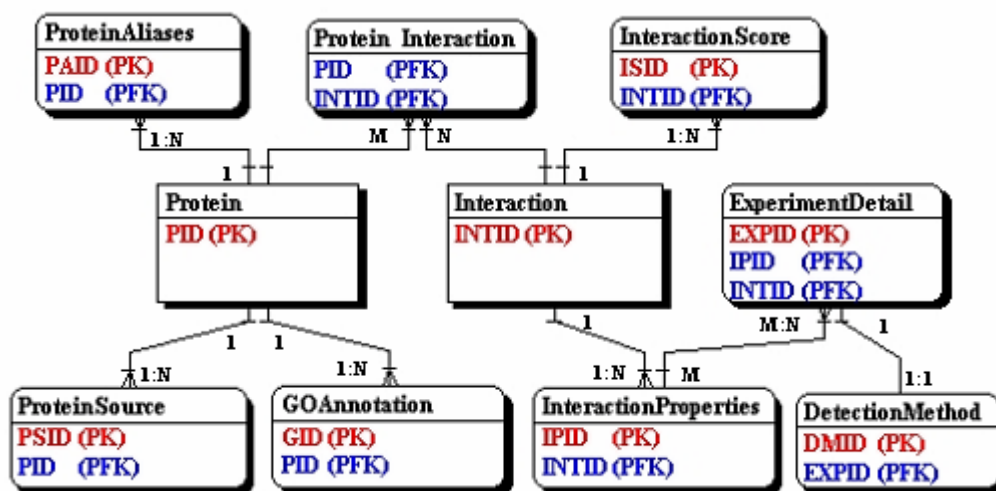 ProteinAliases
PAID (PK)
PID (PFK)
Protein Interaction
PID (PFK)
INTID (PFK)
InteractionScore
ISID (PK)
INTID (PFK)
1:N
M
N
1:N
1
1
Protein
PID (PK)
Interaction
INTID (PK)
ExperimentDetail
EXPID (PK)
IPID (PFK)
INTID (PFK)
1
1
1
M:N
1
1:N
1:N
1:N
M
1:1
ProteinSource
PSID (PK)
PID (PFK)
GOAnnotation
GID (PK)
PID (PFK)
InteractionProperties
IPID (PK)
INTID (PFK)
DetectionMethod
DMID (PK)
EXPID (PFK)